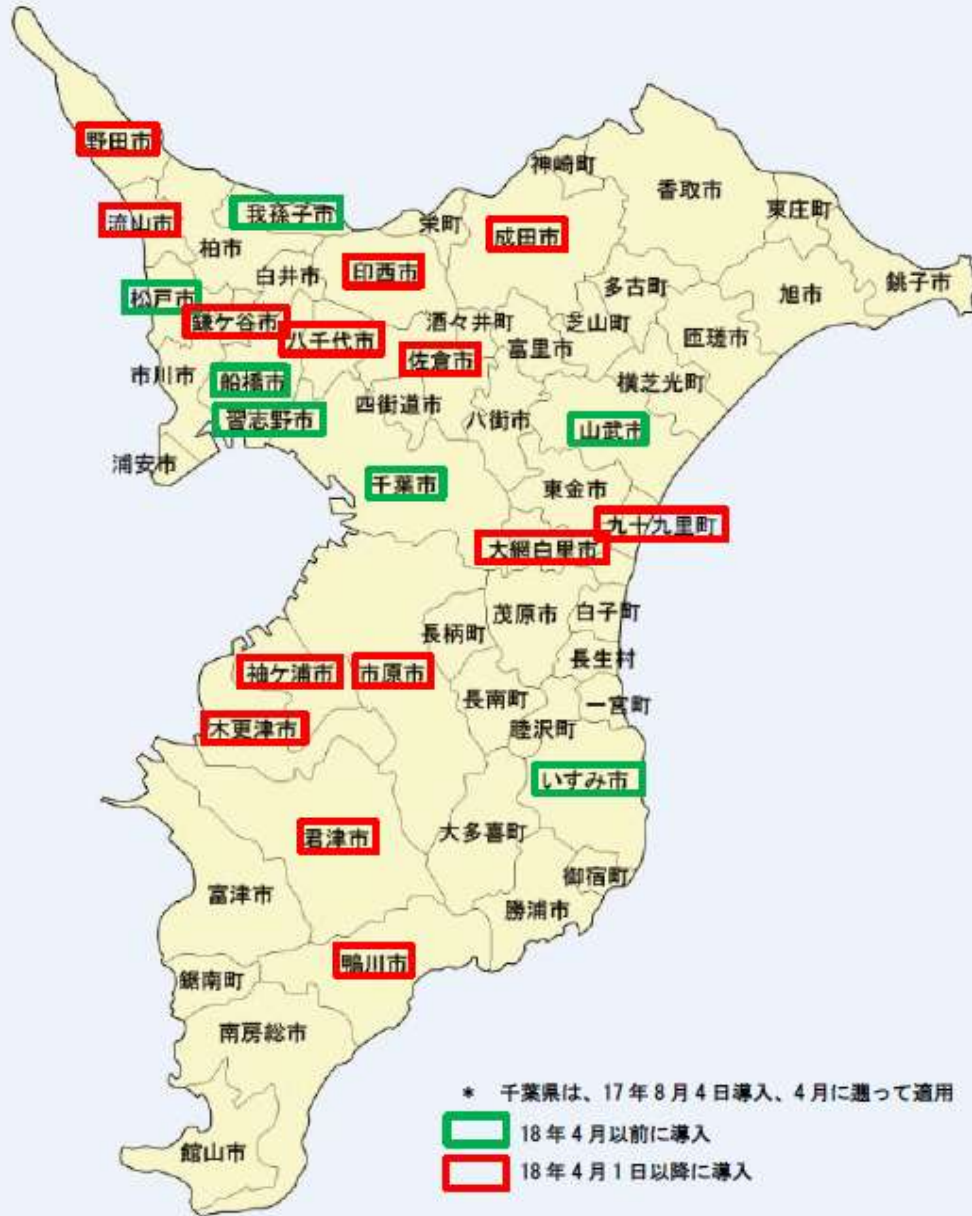 野田市
神崎町
香取市
我孫子市
東庄町
流山市
栄町
成田市
柏市
白井市
印西市
多古町
旭市
銚子市
松戸市
鎌ケ谷市
八千代市
酒々井町
芝山町
匝瑳市
富里市
佐倉市
市川市
船橋市
横芝光町
四街道市
八街市
習志野市
山武市
浦安市
千葉市
東金市
九十九里町
大網白里市
茂原市
白子町
長柄町
長生村
袖ケ浦市
市原市
長南町
一宮町
木更津市
睦沢町
いすみ市
君津市
大多喜町
御宿町
富津市
勝浦市
鴨川市
鋸南町
南房総市
* 千葉県は、17年8月4日導入、4月に遡って適用
18年4月以前に導入
館山市
18年4月1日以降に導入